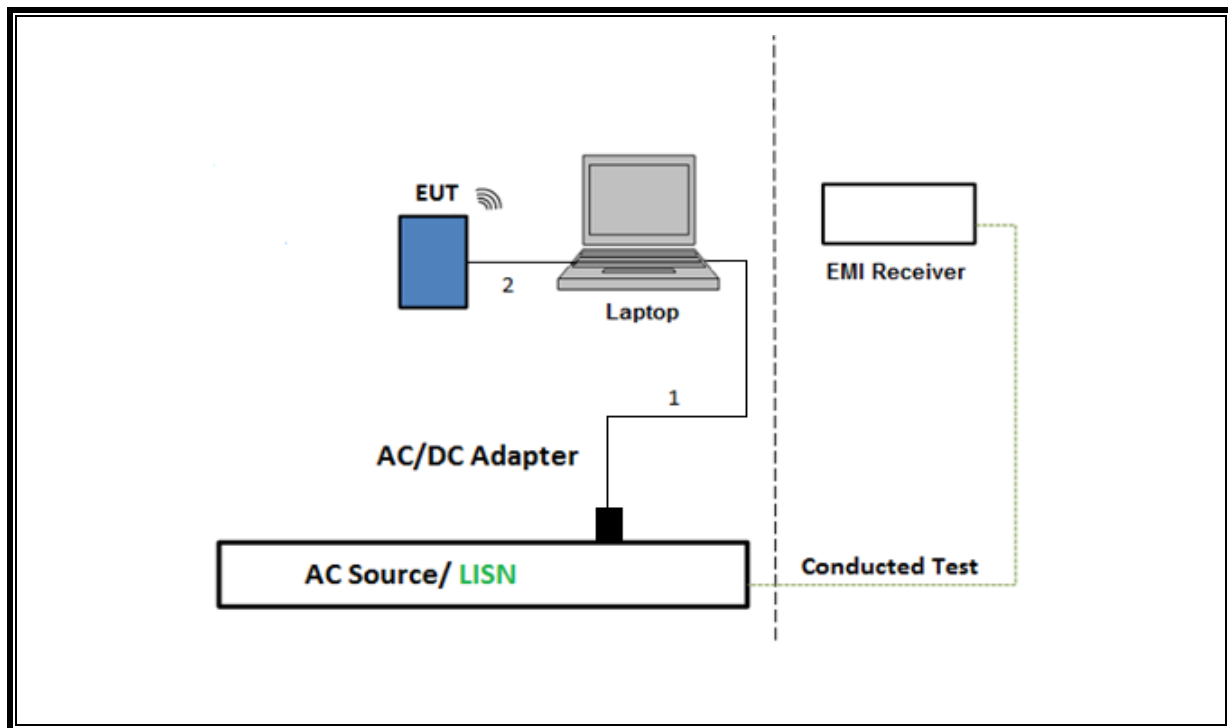 EUT
2
Laptop
EMI Receiver
1
AC/DC Adapter
AC Source/ LISN
Conducted Test